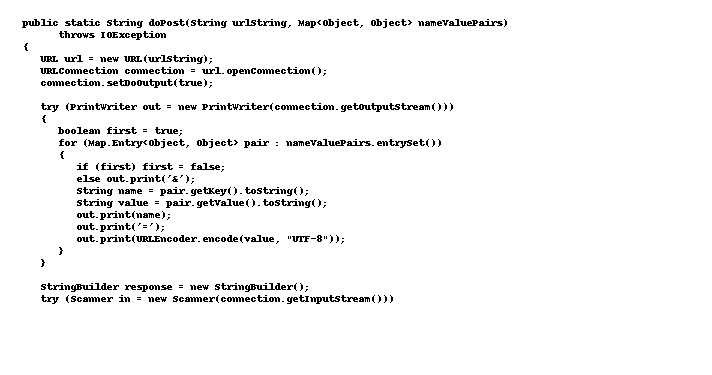 public static String doPost(String urlString, Map<Object, Object> nameValuePairs)
throws IOException
{
URL url = new URL(urlString);
URLConnection connection = url.openConnection();
connection.setDoOutput(true);
try (PrintWriter out = new PrintWriter(connection.getOutputStream()))
{
boolean first = true;
for (Map.Entry<Object, Object> pair : nameValuePairs.entrySet())
{
if (first) first = false;
else out.print('&');
String name = pair.getKey().toString();
String value = pair.getValue().toString();
out.print(name);
out.print('=');
out.print(URLEncoder.encode(value, "UTF-8"));
}
}
StringBuilder response = new StringBuilder();
try (Scanner in = new Scanner(connection.getInputStream()))